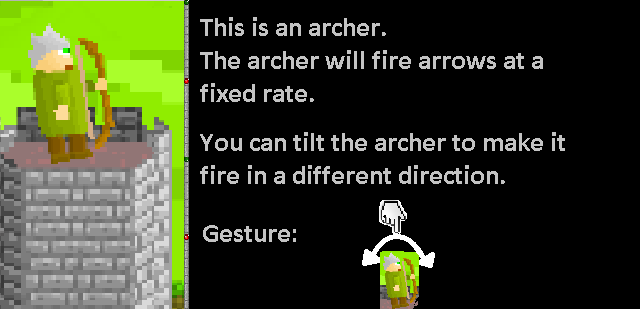 This is an archer.
The archer will fire arrows at a
fixed rate.
You can tilt the archer to make it
fire in a different direction.
Gesture: